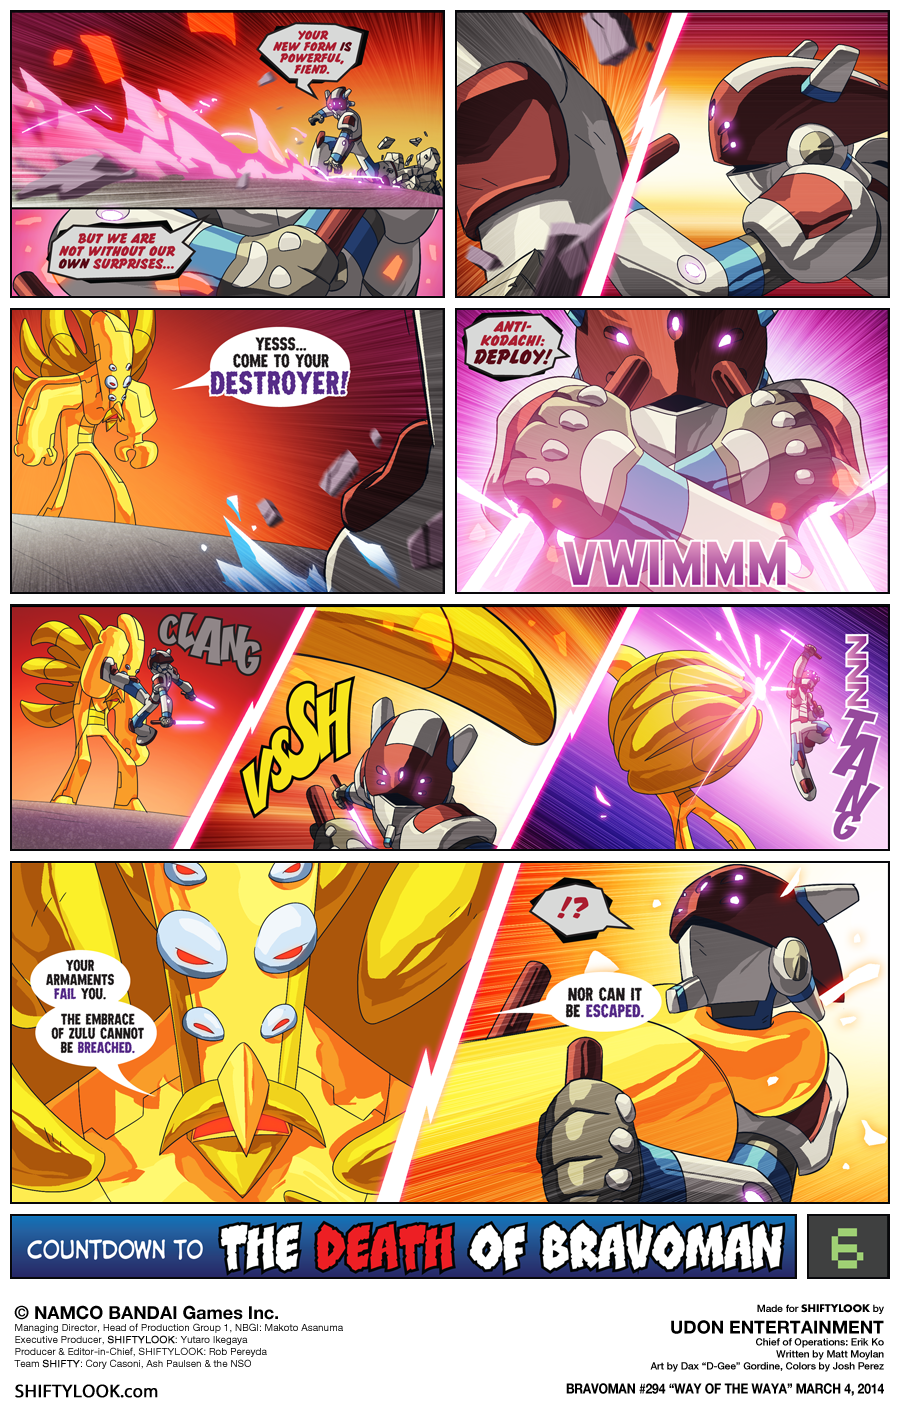 YOUR
NEW FORM IS
POWERFUL,
FIEND.
BUT WE ARE
NOT WITHOUT OUR
OWN SURPRISES...
YESSS...
COME TO YOUR
DESTROYER!
ANTI-
KODACHI:
DEPLOY!
VWIMMM
CLANG
VSSSH
ZZZTANG
YOUR
ARMAMENTS
FAIL YOU.
THE EMBRACE
OF ZULU CANNOT
BE BREACHED.
!?
NOR CAN IT
BE ESCAPED.
COUNTDOWN TO THE DEATH OF BRAVOMAN 6
© NAMCO BANDAI Games Inc.
Managing Director, Head of Production Group 1, NBGI: Makoto Asanuma
Executive Producer, SHIFTYLOOK: Yutaro Ikegaya
Producer & Editor-in-Chief, SHIFTYLOOK: Rob Pereyda
Team SHIFTY: Cory Casoni, Ash Paulsen & the NSO
SHIFTYLOOK.com
Made for SHIFTYLOOK by
UDON ENTERTAINMENT
Chief of Operations: Erik Ko
Written by Matt Moylan
Art by Dax "D-Gee" Gordine, Colors by Josh Perez
BRAVOMAN #294 "WAY OF THE WAYA" MARCH 4, 2014